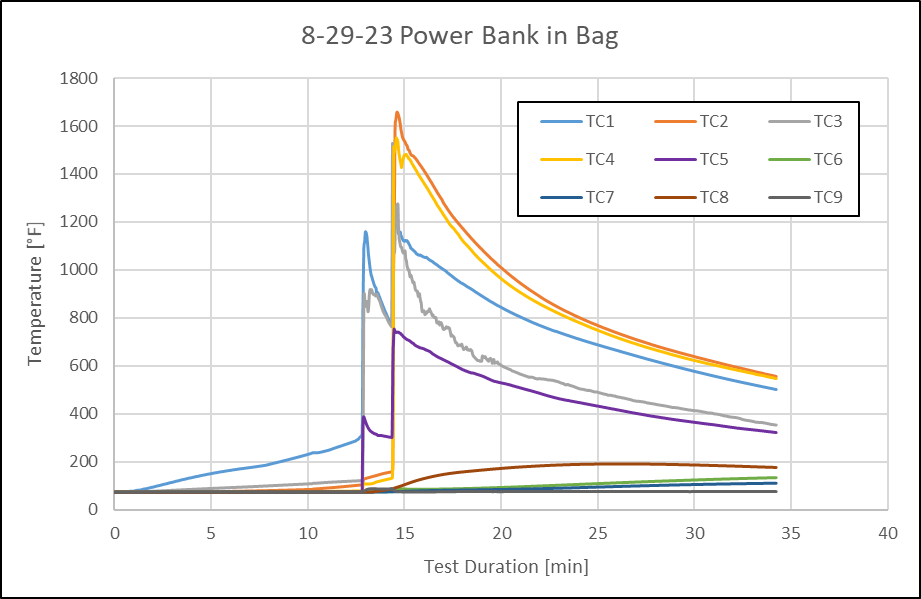 8-29-23 Power Bank in Bag
1800
1600
1400
1200
1000
800
600
400
200
0
Temperature [°F]
TC1 TC2 TC3
TC4 TC5 TC6
TC7 TC8 TC9
0 5 10 15 20 25 30 35 40
Test Duration [min]